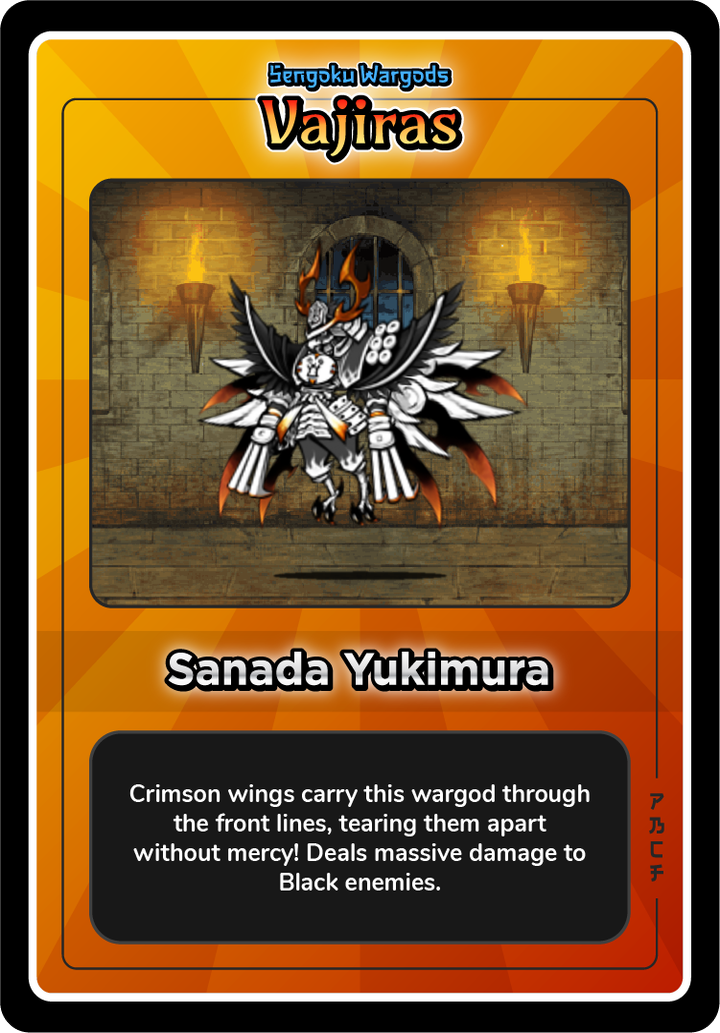 Sengoku Wargods
Vajiras
Sanada Yukimura
Crimson wings carry this wargod through
the front lines, tearing them apart
without mercy! Deals massive damage to
Black enemies.